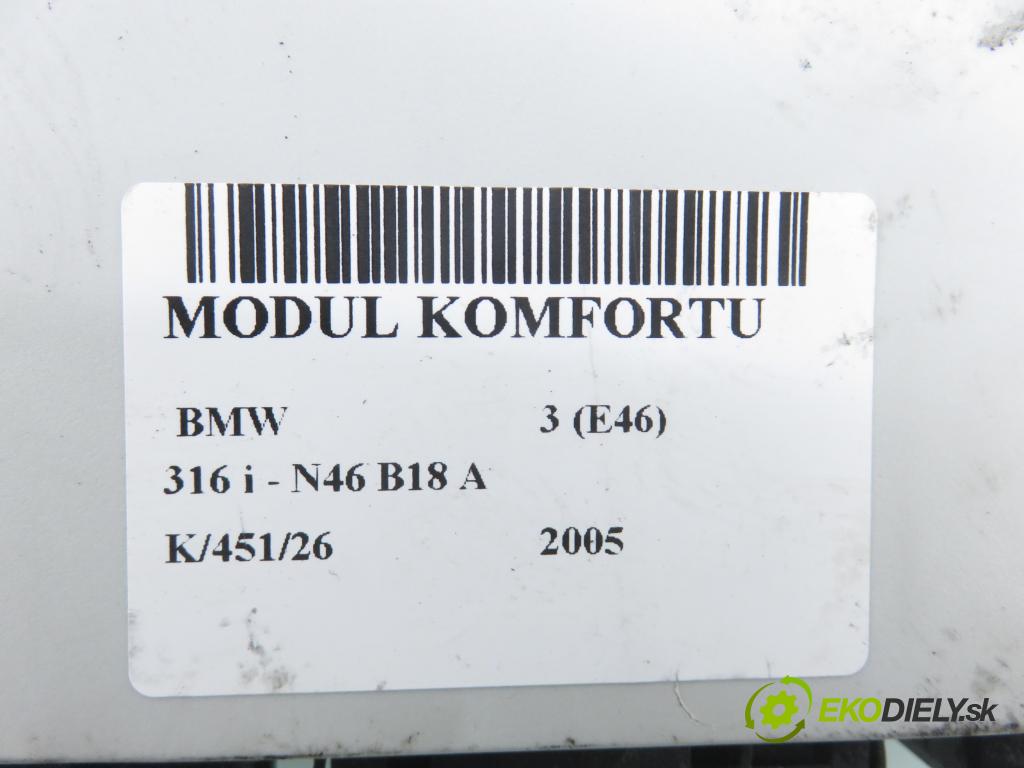 MODUL KOMFORTU
BMW 3 (E46)
316 i - N46 B18 A
K/451/26 2005
EKODIELY.sk